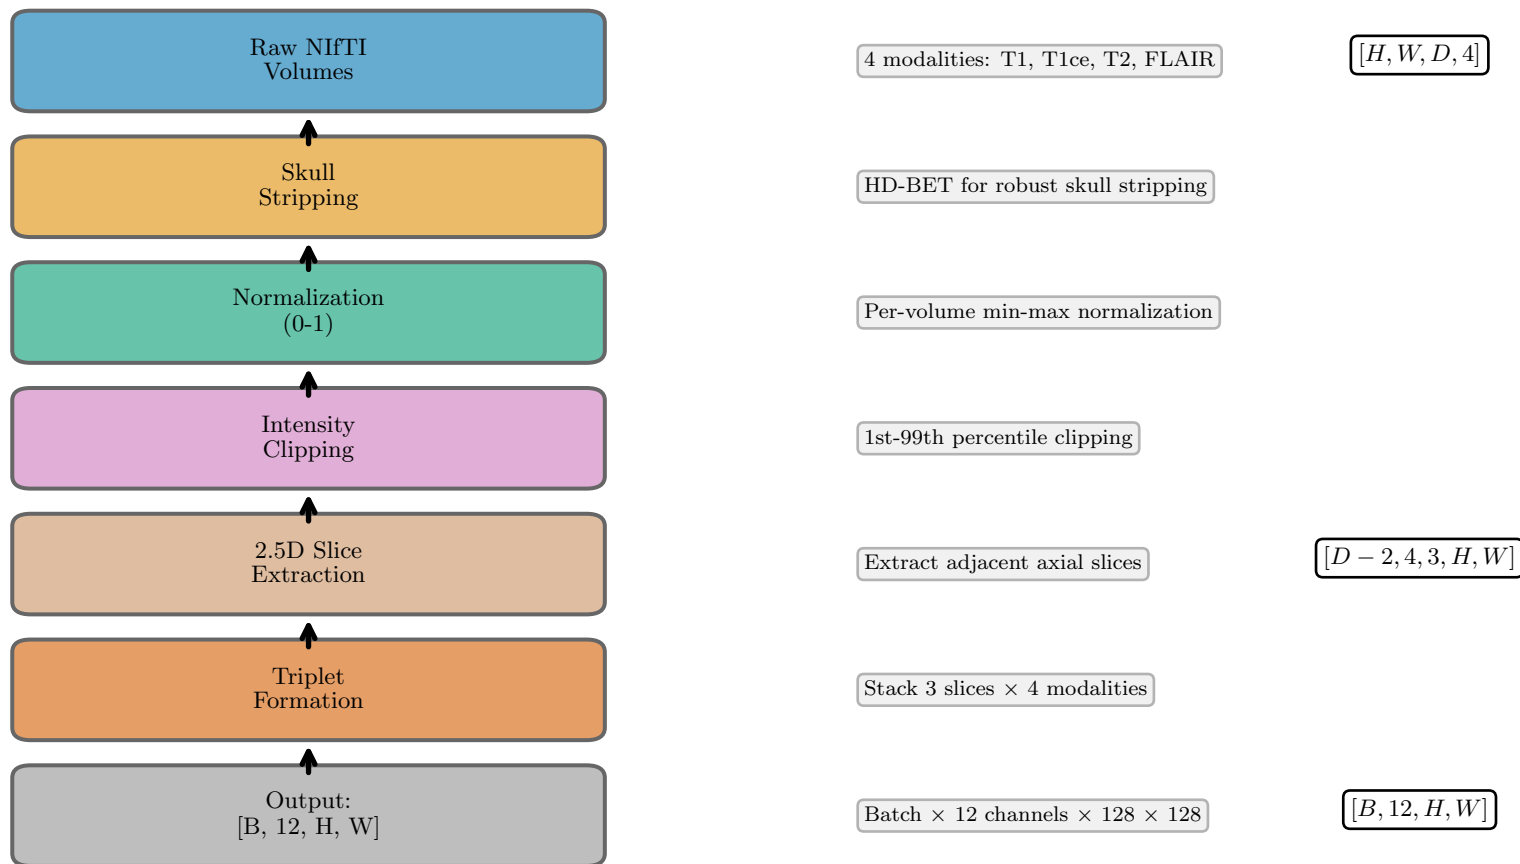 Raw NIfTI
Volumes
4 modalities: T1, T1ce, T2, FLAIR
[H, W, D, 4]
Skull
Stripping
HD-BET for robust skull stripping
Normalization
(0-1)
Per-volume min-max normalization
Intensity
Clipping
1st-99th percentile clipping
2.5D Slice
Extraction
Extract adjacent axial slices
[D − 2, 4, 3, H, W]
Triplet
Formation
Stack 3 slices × 4 modalities
Output:
[B, 12, H, W]
Batch × 12 channels × 128 × 128
[B, 12, H, W]